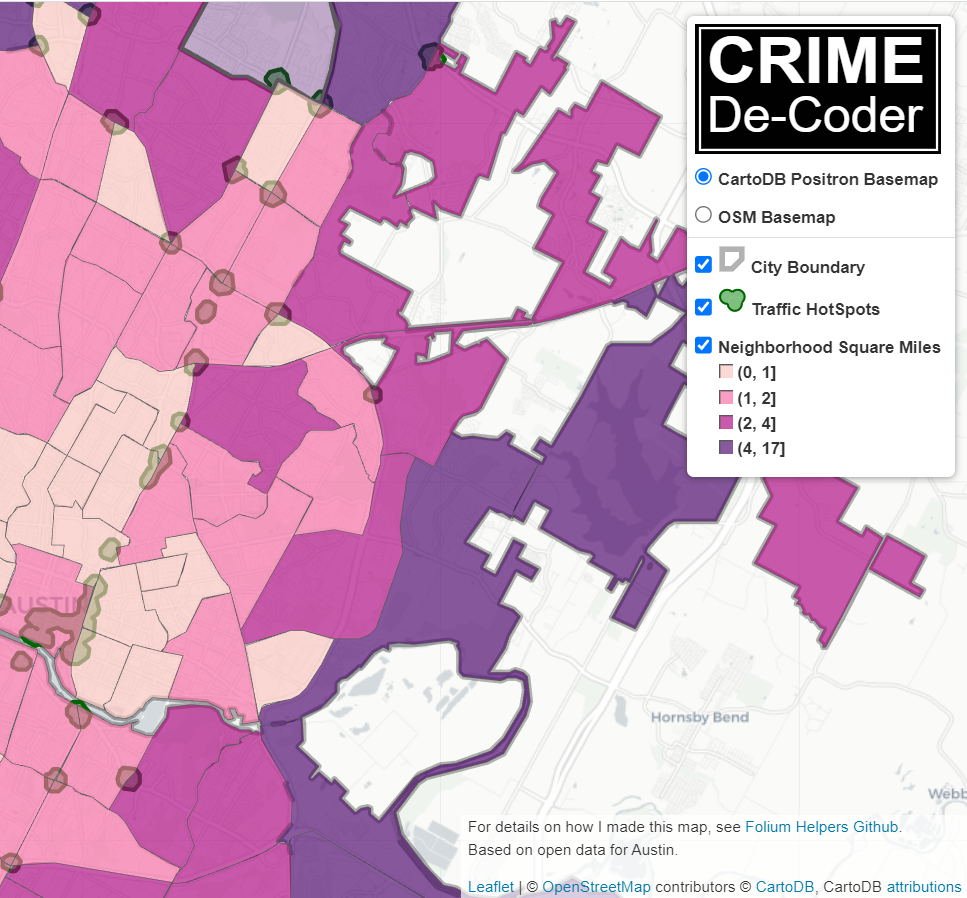 CRIME
De-Coder
CartoDB Positron Basemap
OSM Basemap
City Boundary
Traffic HotSpots
Neighborhood Square Miles
(0, 1]
(1, 2]
(2, 4]
(4, 17]
AUSTIN
Hornsby Bend
Webb
For details on how I made this map, see Folium Helpers Github.
Based on open data for Austin.
Leaflet | © OpenStreetMap contributors © CartoDB, CartoDB attributions